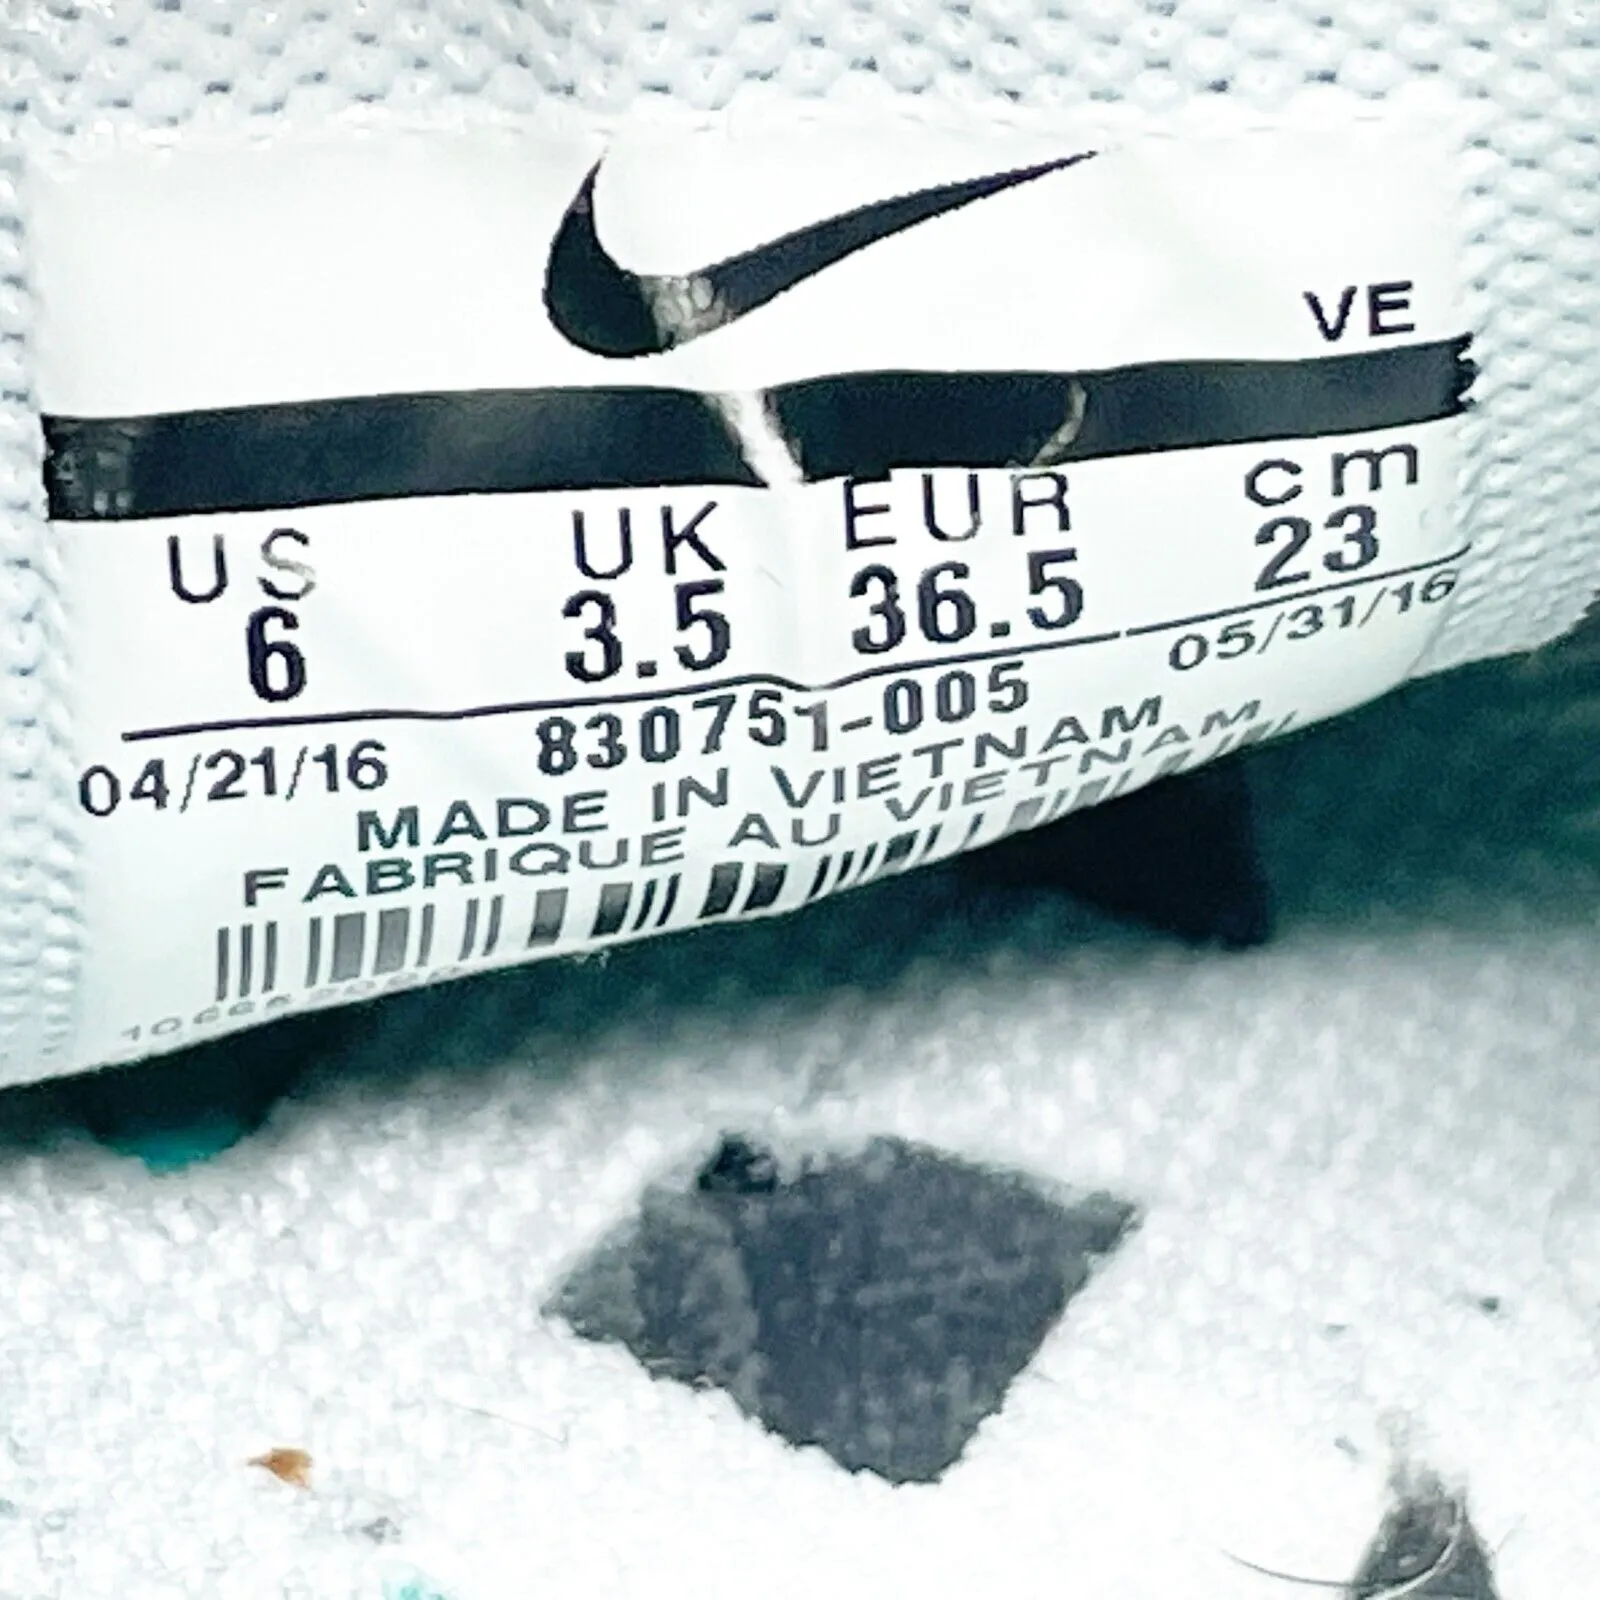 VE
US UK EUR cm
6 3.5 36.5 23
04/21/16 830751-005 05/31/16
MADE IN VIETNAM
FABRIQUE AU VIETNAM